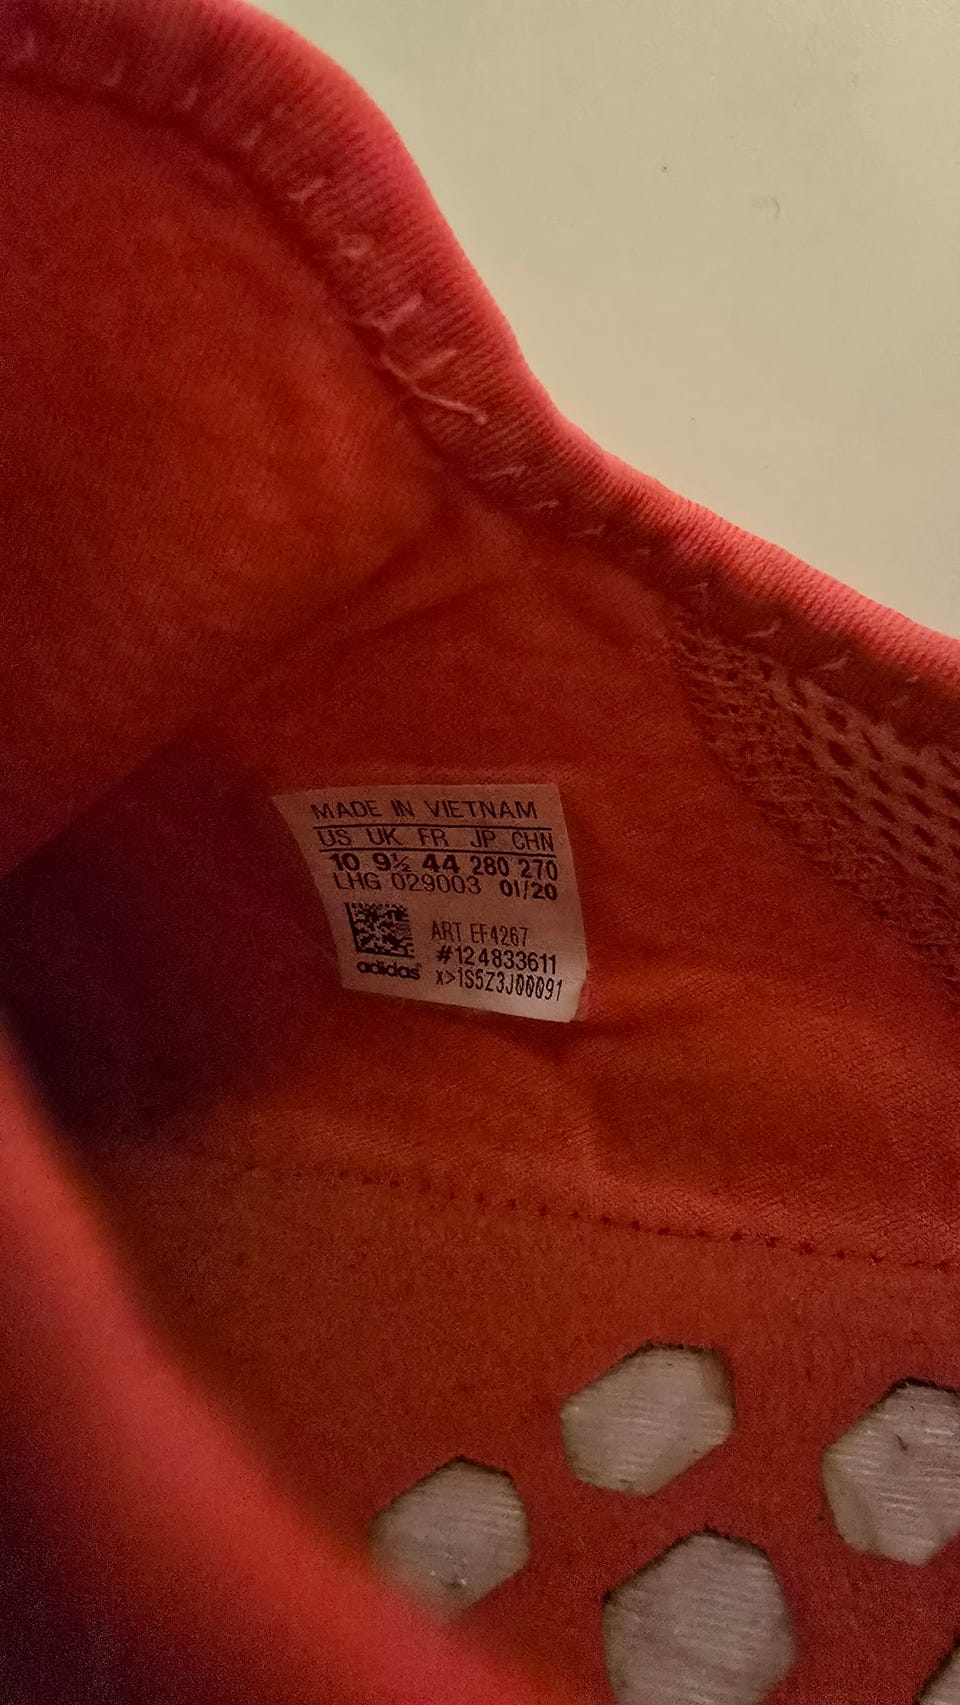 MADE IN VIETNAM
US UK FR JP CHN
10 9½ 44 280 270
LHG 029003 01/20
ART EF4267
#124833611
adidas x>1S5Z3J00091